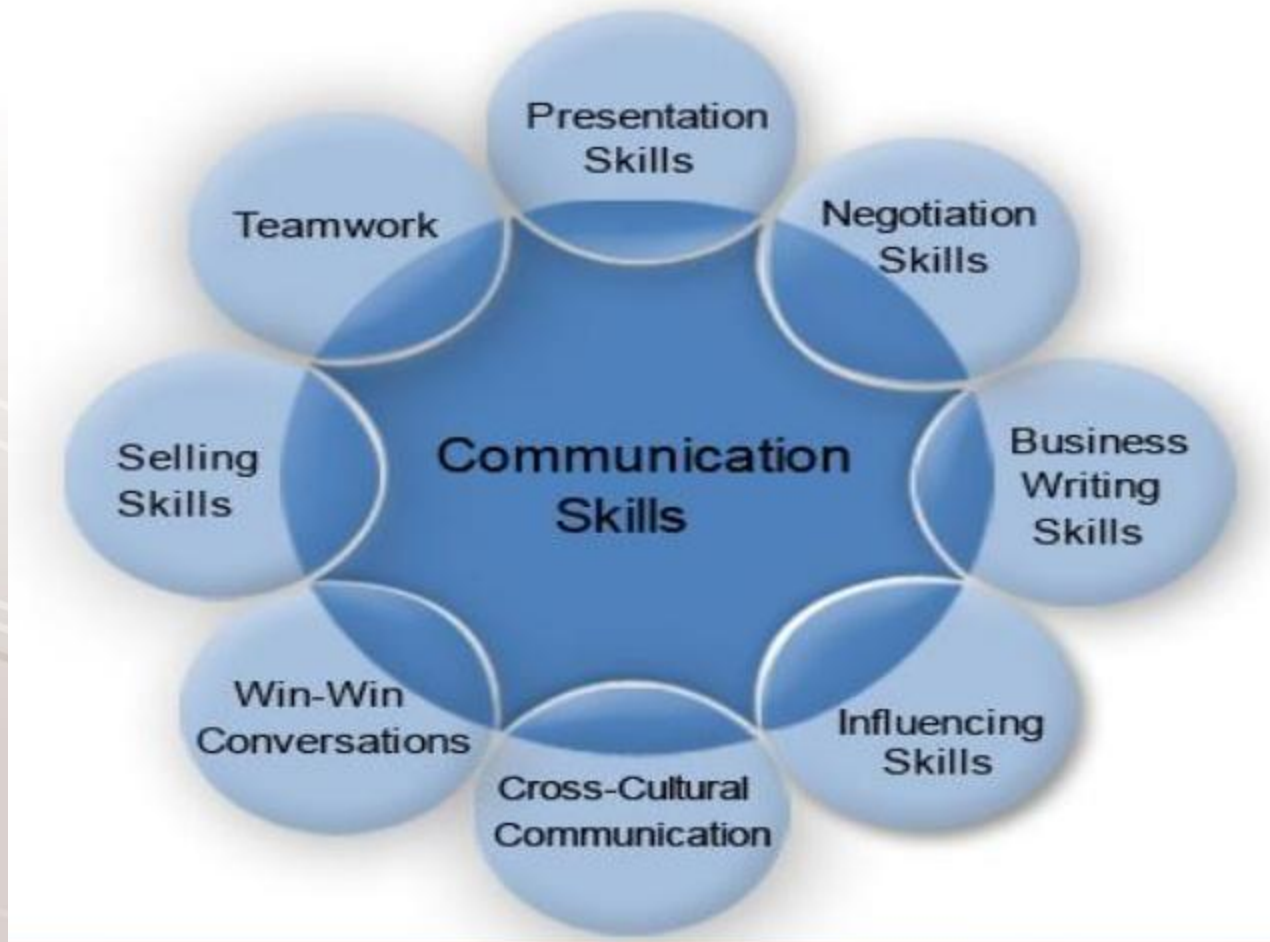 Presentation
Skills
Negotiation
Skills
Business
Writing
Skills
Influencing
Skills
Cross-Cultural
Communication
Win-Win
Conversations
Selling
Skills
Teamwork
Communication
Skills